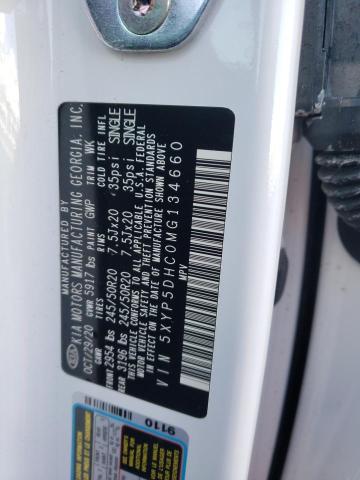 MANUFACTURED BY
KIA MOTORS MANUFACTURING GEORGIA, INC.
KIA
OCT/29/20 GVWR 5917 lbs PAINT GWP TRIM WK
GAWR TIRES RIMS COLD TIRE INFL
FRONT 2954 lbs 245/50R20 7.5Jx20 35psi SINGLE
REAR 3196 lbs 245/50R20 7.5Jx20 35psi SINGLE
THIS VEHICLE CONFORMS TO ALL APPLICABLE U.S.A. FEDERAL
MOTOR VEHICLE SAFETY AND THEFT PREVENTION STANDARDS
IN EFFECT ON THE DATE OF MANUFACTURE SHOWN ABOVE.
VIN 5XYP5DHC0MG134660
MPV
9110